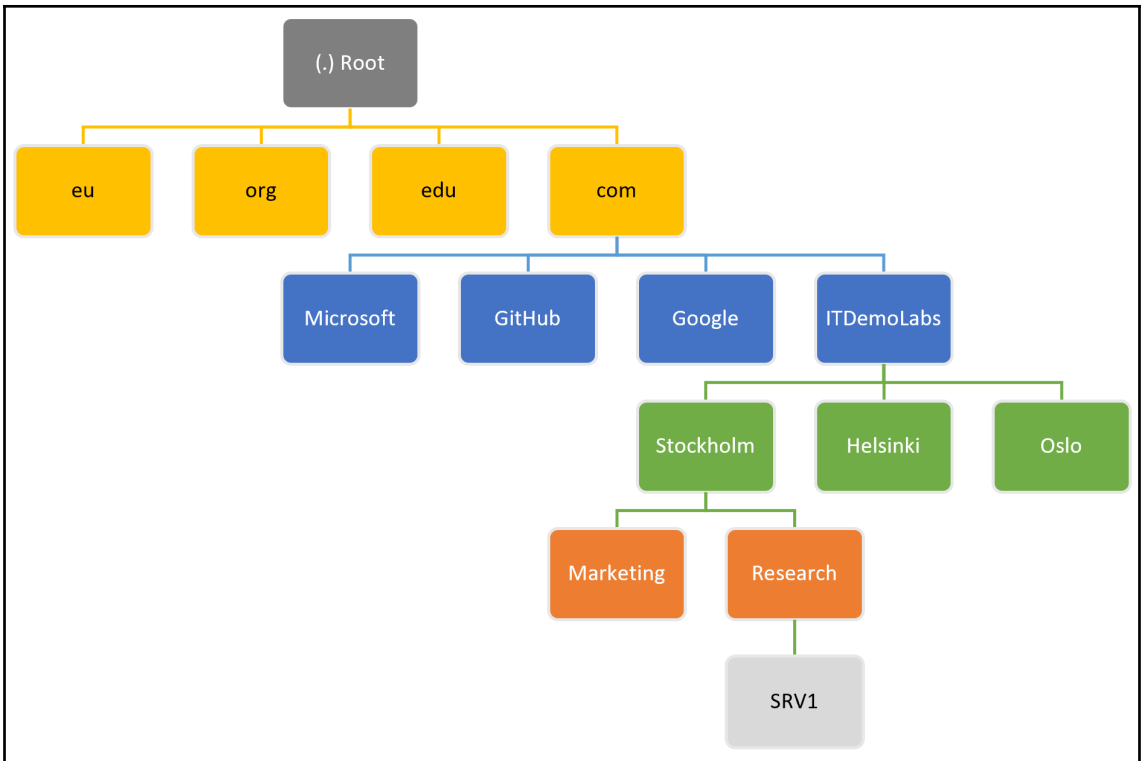 (.) Root
eu
org
edu
com
Microsoft
GitHub
Google
ITDemoLabs
Stockholm
Helsinki
Oslo
Marketing
Research
SRV1